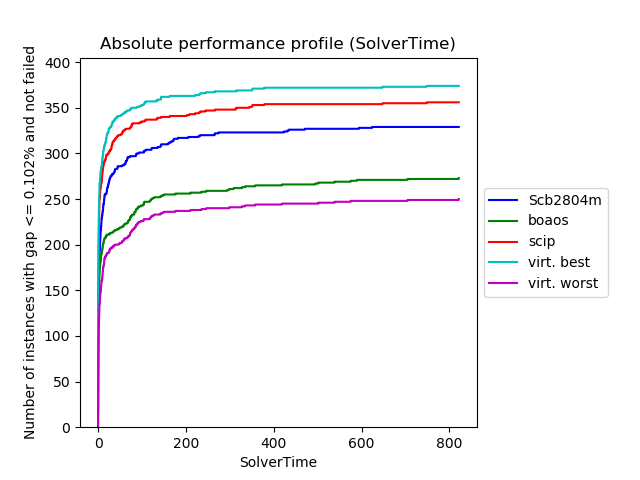 Absolute performance profile (SolverTime)
Number of instances with gap <= 0.102% and not failed
400
350
300
250
200
150
100
50
0
0 200 400 600 800
SolverTime
Scb2804m
boaos
scip
virt. best
virt. worst